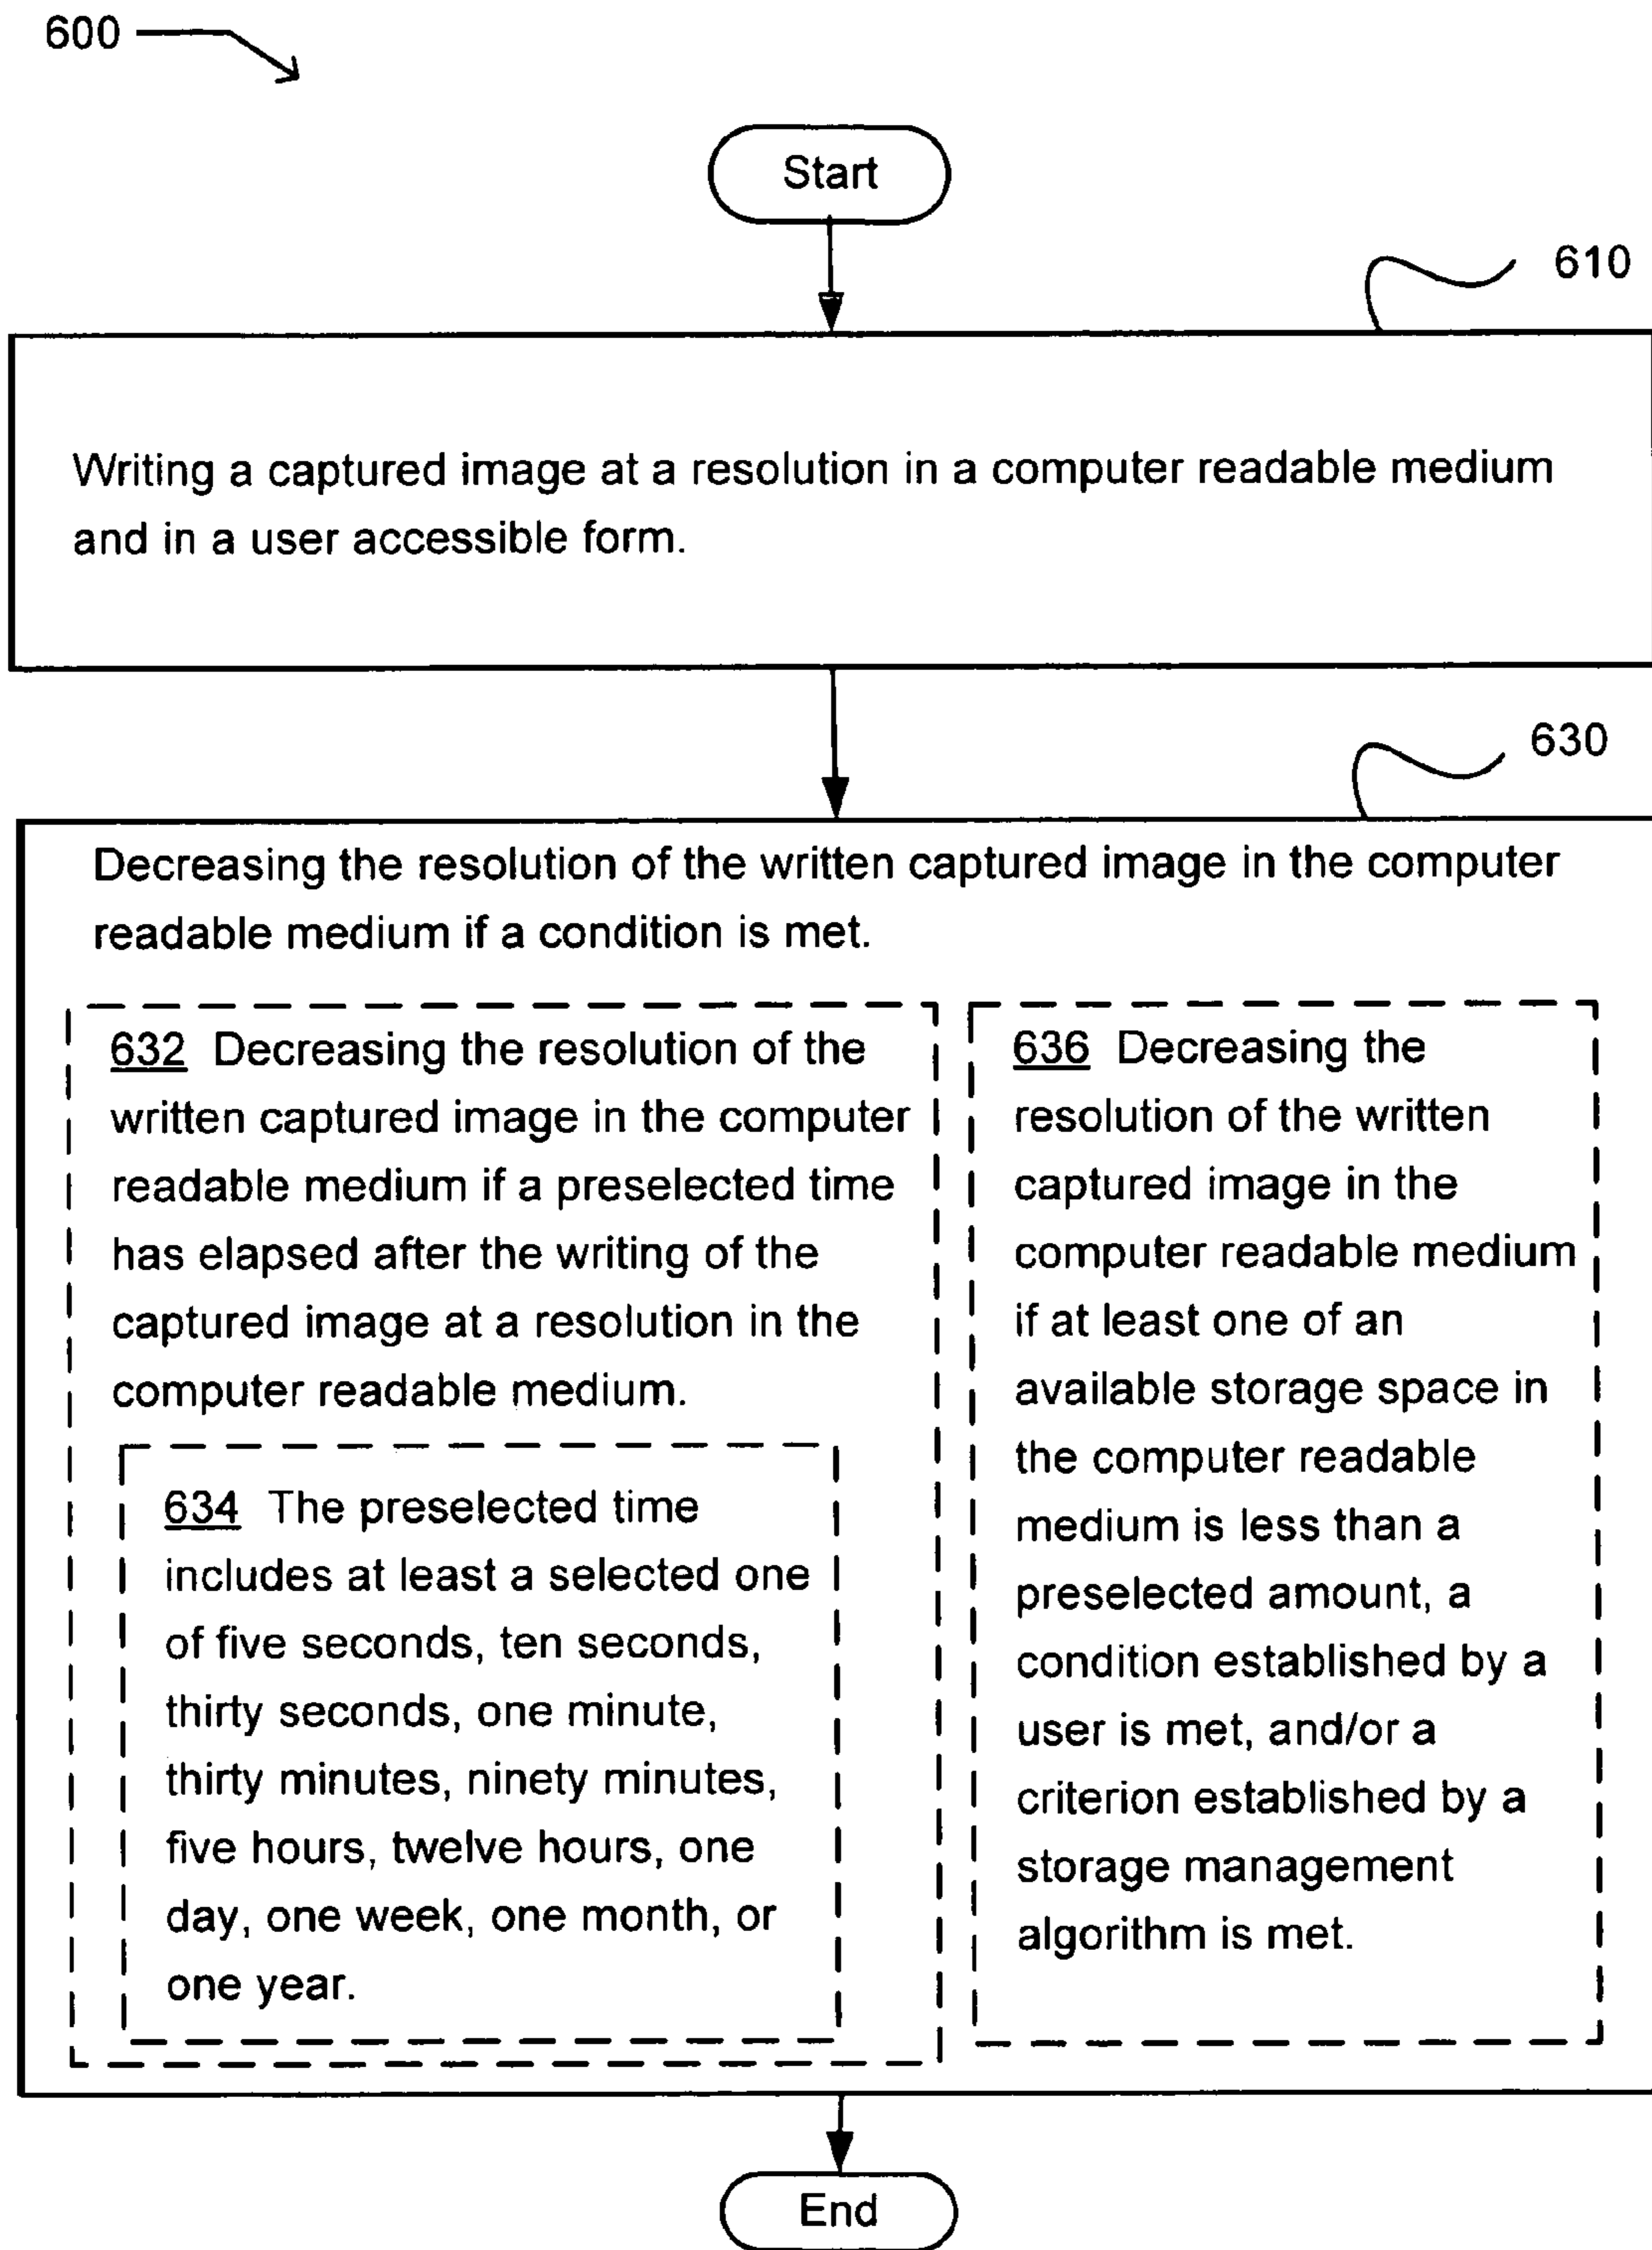 600
Start
610
Writing a captured image at a resolution in a computer readable medium
and in a user accessible form.
630
Decreasing the resolution of the written captured image in the computer
readable medium if a condition is met.
632 Decreasing the resolution of the
written captured image in the computer
readable medium if a preselected time
has elapsed after the writing of the
captured image at a resolution in the
computer readable medium.
634 The preselected time
includes at least a selected one
of five seconds, ten seconds,
thirty seconds, one minute,
thirty minutes, ninety minutes,
five hours, twelve hours, one
day, one week, one month, or
one year.
636 Decreasing the
resolution of the written
captured image in the
computer readable medium
if at least one of an
available storage space in
the computer readable
medium is less than a
preselected amount, a
condition established by a
user is met, and/or a
criterion established by a
storage management
algorithm is met.
End